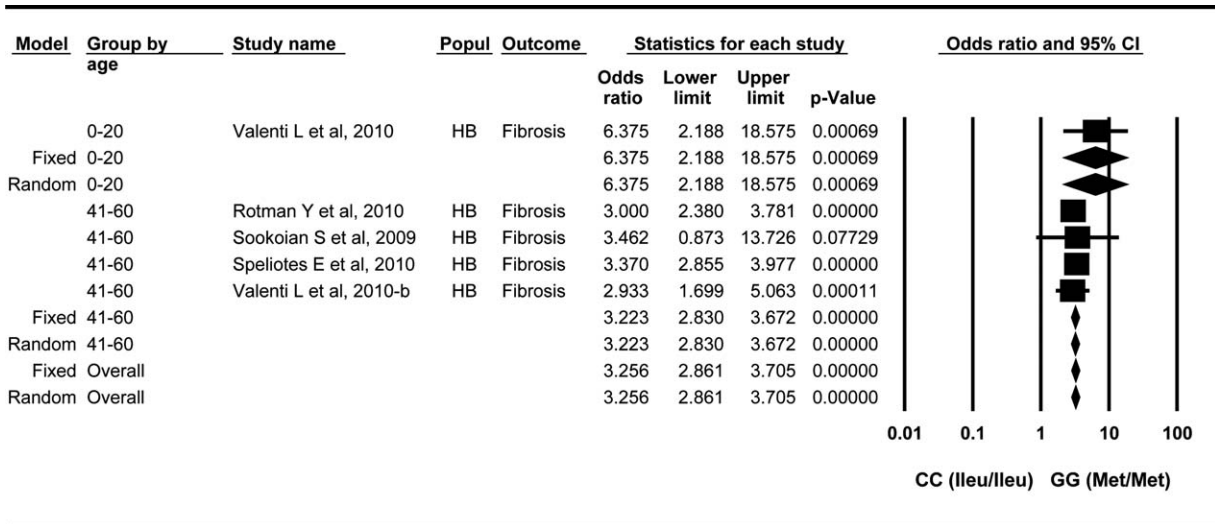 Model Group by age Study name Popul Outcome Statistics for each study Odds ratio and 95% CI
Odds ratio Lower limit Upper limit p-Value
0-20 Valenti L et al, 2010 HB Fibrosis 6.375 2.188 18.575 0.00069
Fixed 0-20 6.375 2.188 18.575 0.00069
Random 0-20 6.375 2.188 18.575 0.00069
41-60 Rotman Y et al, 2010 HB Fibrosis 3.000 2.380 3.781 0.00000
41-60 Sookoian S et al, 2009 HB Fibrosis 3.462 0.873 13.726 0.07729
41-60 Speliotes E et al, 2010 HB Fibrosis 3.370 2.855 3.977 0.00000
41-60 Valenti L et al, 2010-b HB Fibrosis 2.933 1.699 5.063 0.00011
Fixed 41-60 3.223 2.830 3.672 0.00000
Random 41-60 3.223 2.830 3.672 0.00000
Fixed Overall 3.256 2.861 3.705 0.00000
Random Overall 3.256 2.861 3.705 0.00000
0.01 0.1 1 10 100
CC (Ileu/Ileu) GG (Met/Met)